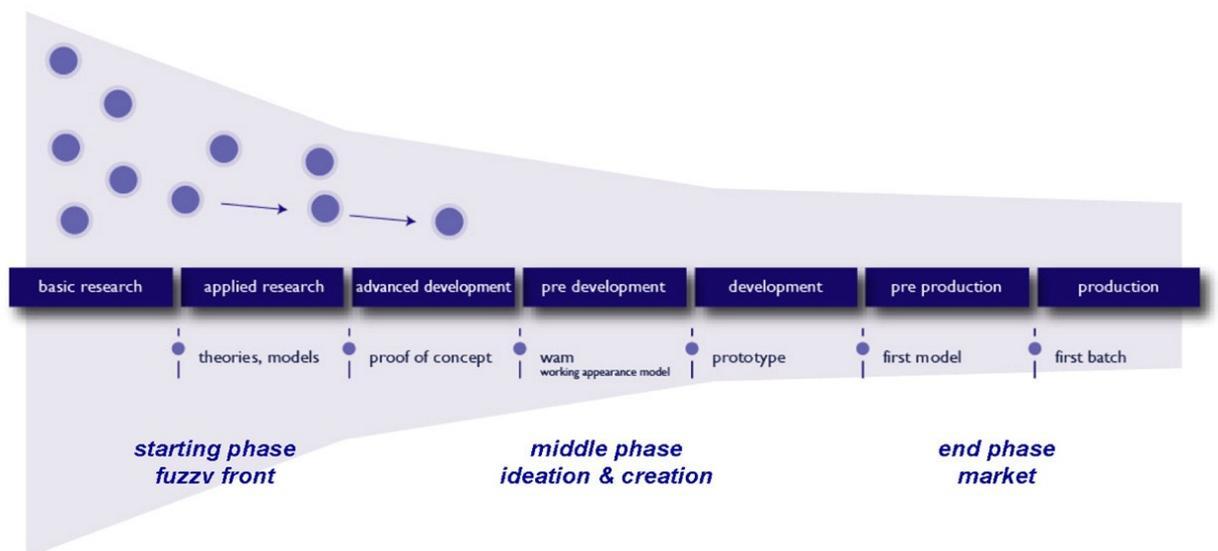 basic research
applied research
advanced development
pre development
development
pre production
production
theories, models
proof of concept
wam
working appearance model
prototype
first model
first batch
starting phase
fuzzv front
middle phase
ideation & creation
end phase
market